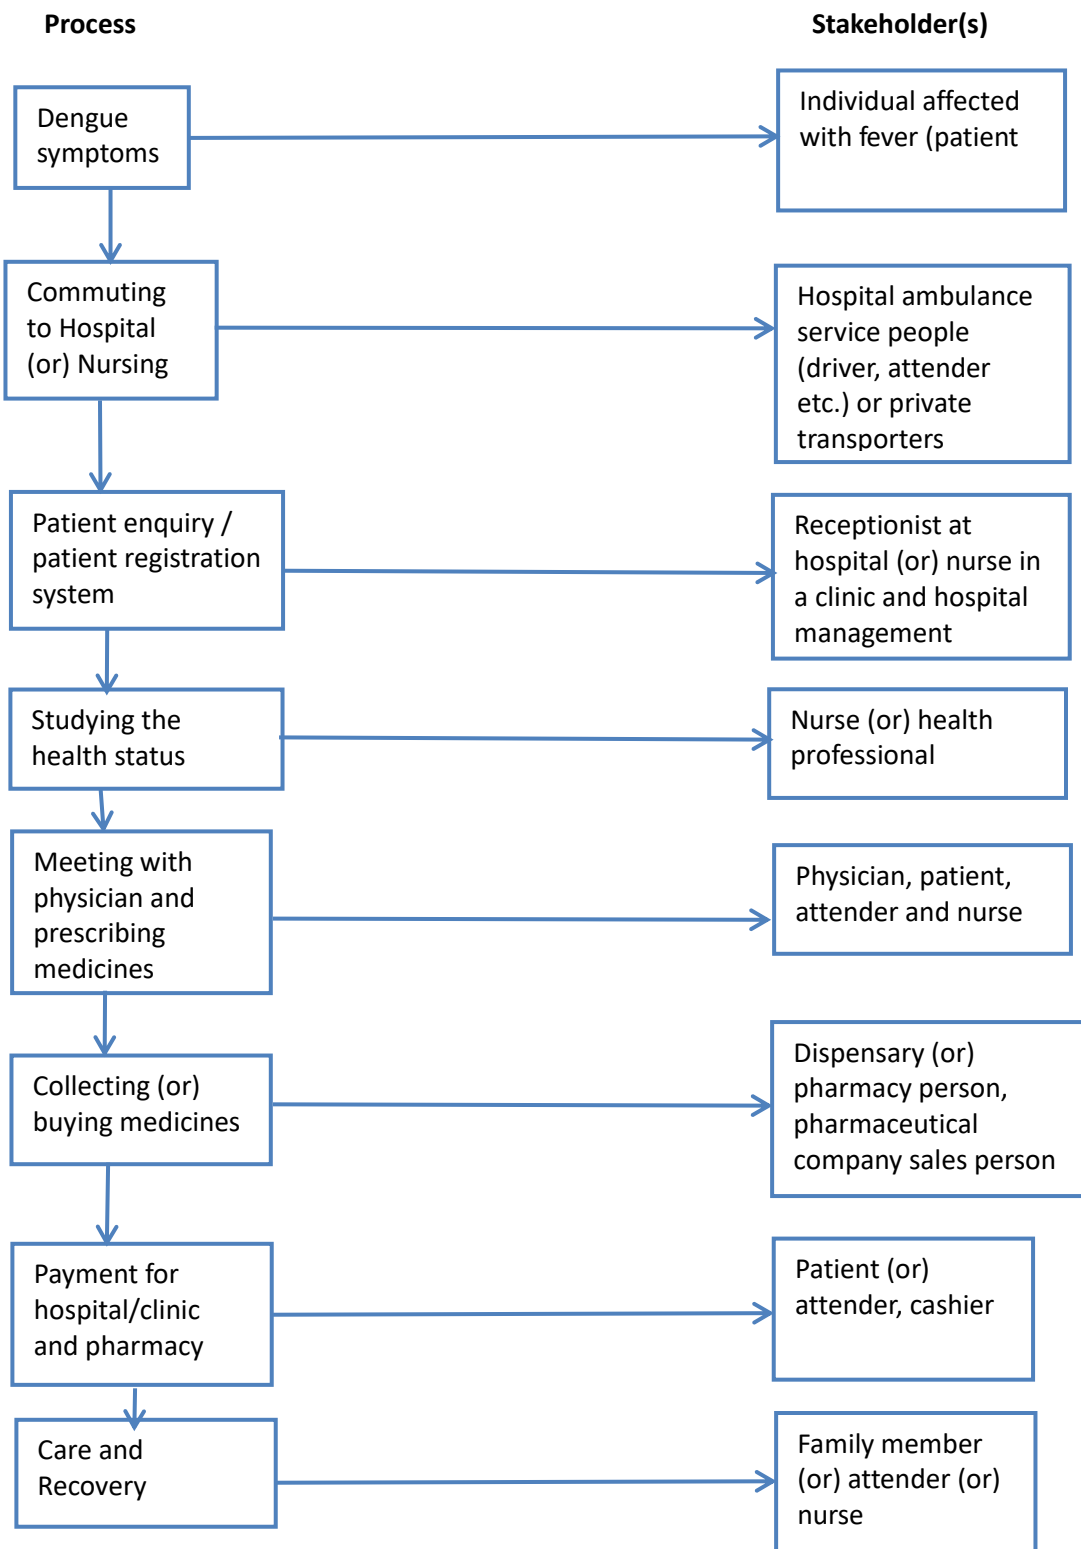 Process
Stakeholder(s)
Dengue
symptoms
Individual affected
with fever (patient
Commuting
to Hospital
(or) Nursing
Hospital ambulance
service people
(driver, attender
etc.) or private
transporters
Patient enquiry /
patient registration
system
Receptionist at
hospital (or) nurse in
a clinic and hospital
management
Studying the
health status
Nurse (or) health
professional
Meeting with
physician and
prescribing
medicines
Physician, patient,
attender and nurse
Collecting (or)
buying medicines
Dispensary (or)
pharmacy person,
pharmaceutical
company sales person
Payment for
hospital/clinic
and pharmacy
Patient (or)
attender, cashier
Care and
Recovery
Family member
(or) attender (or)
nurse